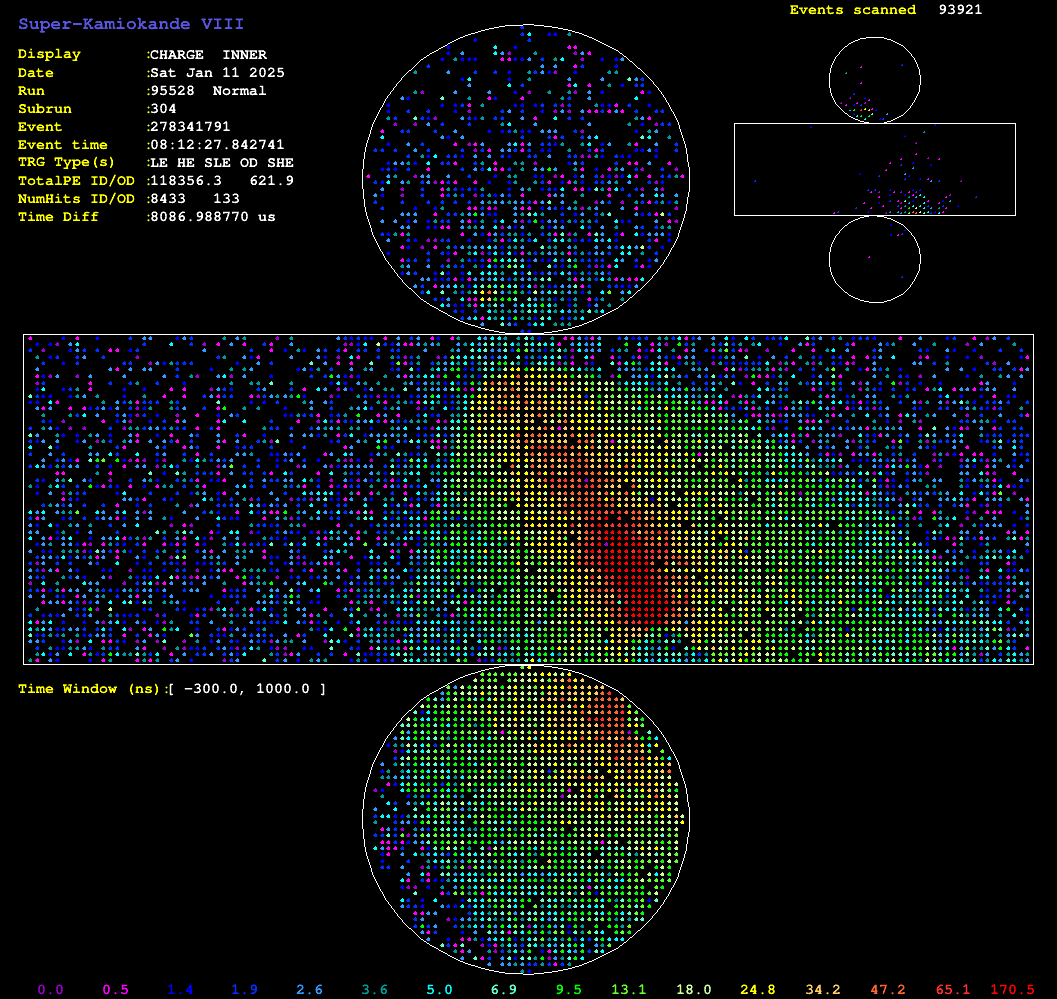 Super-Kamiokande VIII
Events scanned 93921
Display :CHARGE INNER
Date :Sat Jan 11 2025
Run :95528 Normal
Subrun :304
Event :278341791
Event time :08:12:27.842741
TRG Type(s) :LE HE SLE OD SHE
TotalPE ID/OD :118356.3 621.9
NumHits ID/OD :8433 133
Time Diff :8086.988770 us
Time Window (ns):[ -300.0, 1000.0 ]
0.0 0.5 1.4 1.9 2.6 3.6 5.0 6.9 9.5 13.1 18.0 24.8 34.2 47.2 65.1 170.5